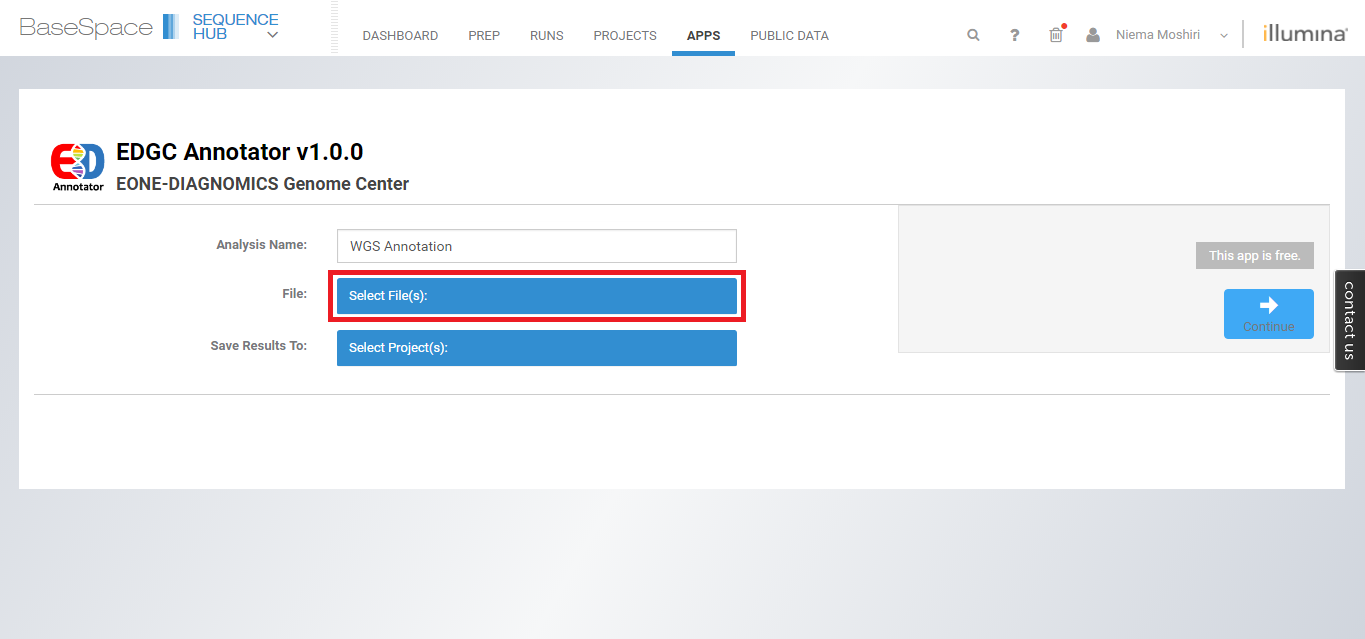 BaseSpace SEQUENCE HUB
DASHBOARD PREP RUNS PROJECTS APPS PUBLIC DATA
? Niema Moshiri
illumina®
E3D Annotator
EDGC Annotator v1.0.0
EONE-DIAGNOMICS Genome Center
Analysis Name: WGS Annotation
File: Select File(s):
Save Results To: Select Project(s):
This app is free.
Continue
contact us